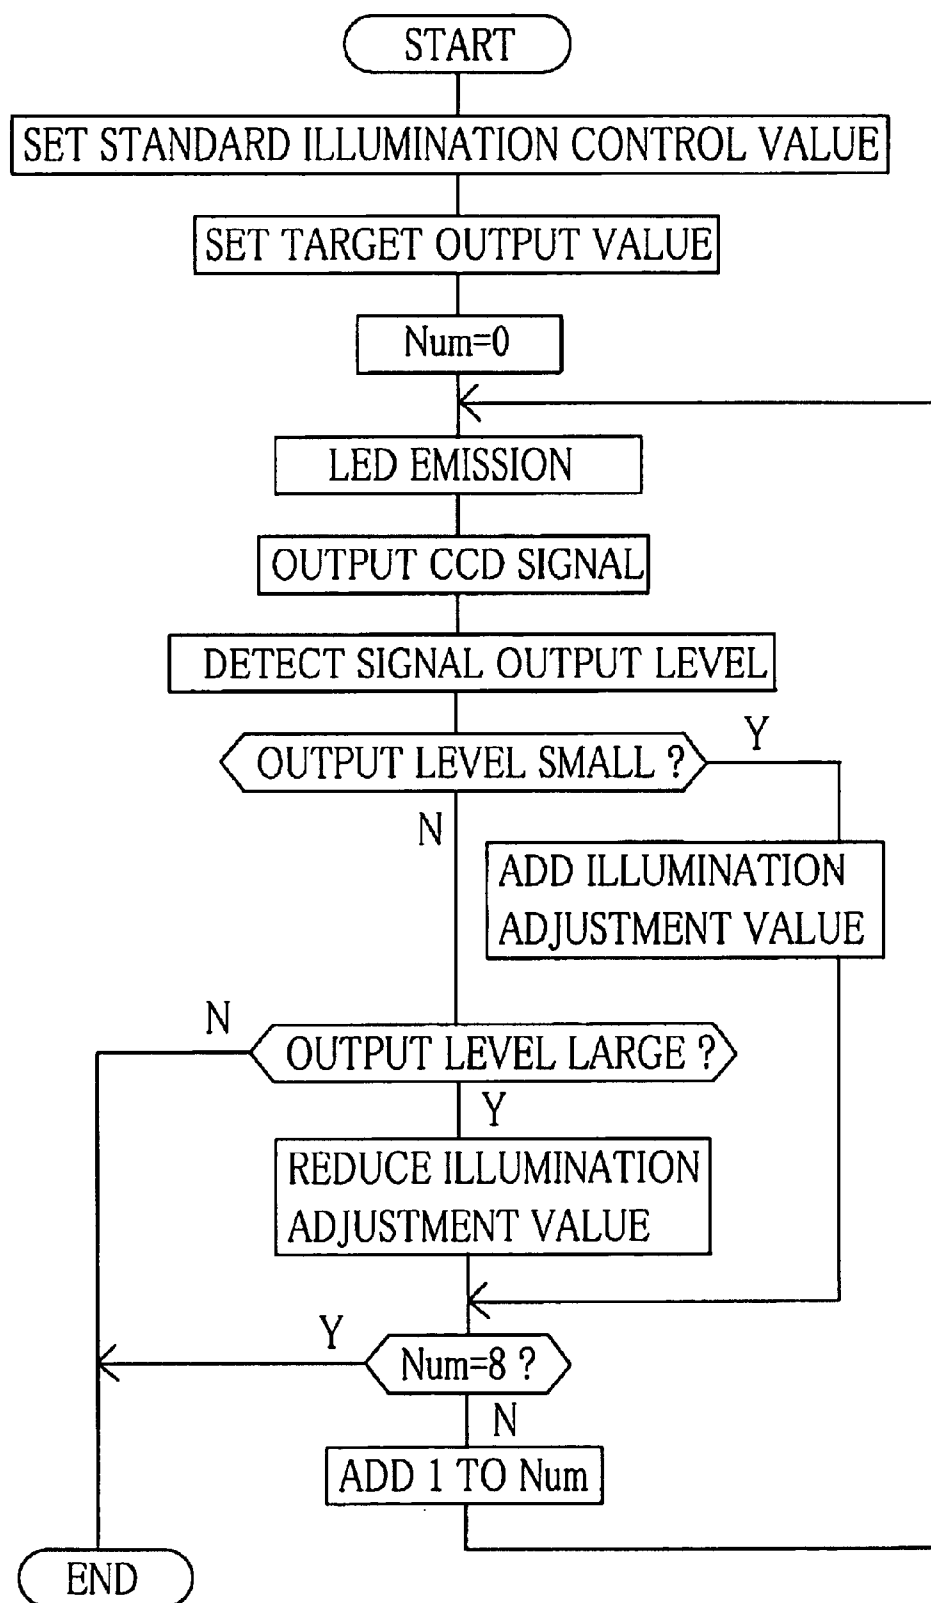 START
SET STANDARD ILLUMINATION CONTROL VALUE
SET TARGET OUTPUT VALUE
Num=0
LED EMISSION
OUTPUT CCD SIGNAL
DETECT SIGNAL OUTPUT LEVEL
OUTPUT LEVEL SMALL ?
Y
N
ADD ILLUMINATION
ADJUSTMENT VALUE
N
OUTPUT LEVEL LARGE ?
Y
REDUCE ILLUMINATION
ADJUSTMENT VALUE
Y
Num=8 ?
N
ADD 1 TO Num
END